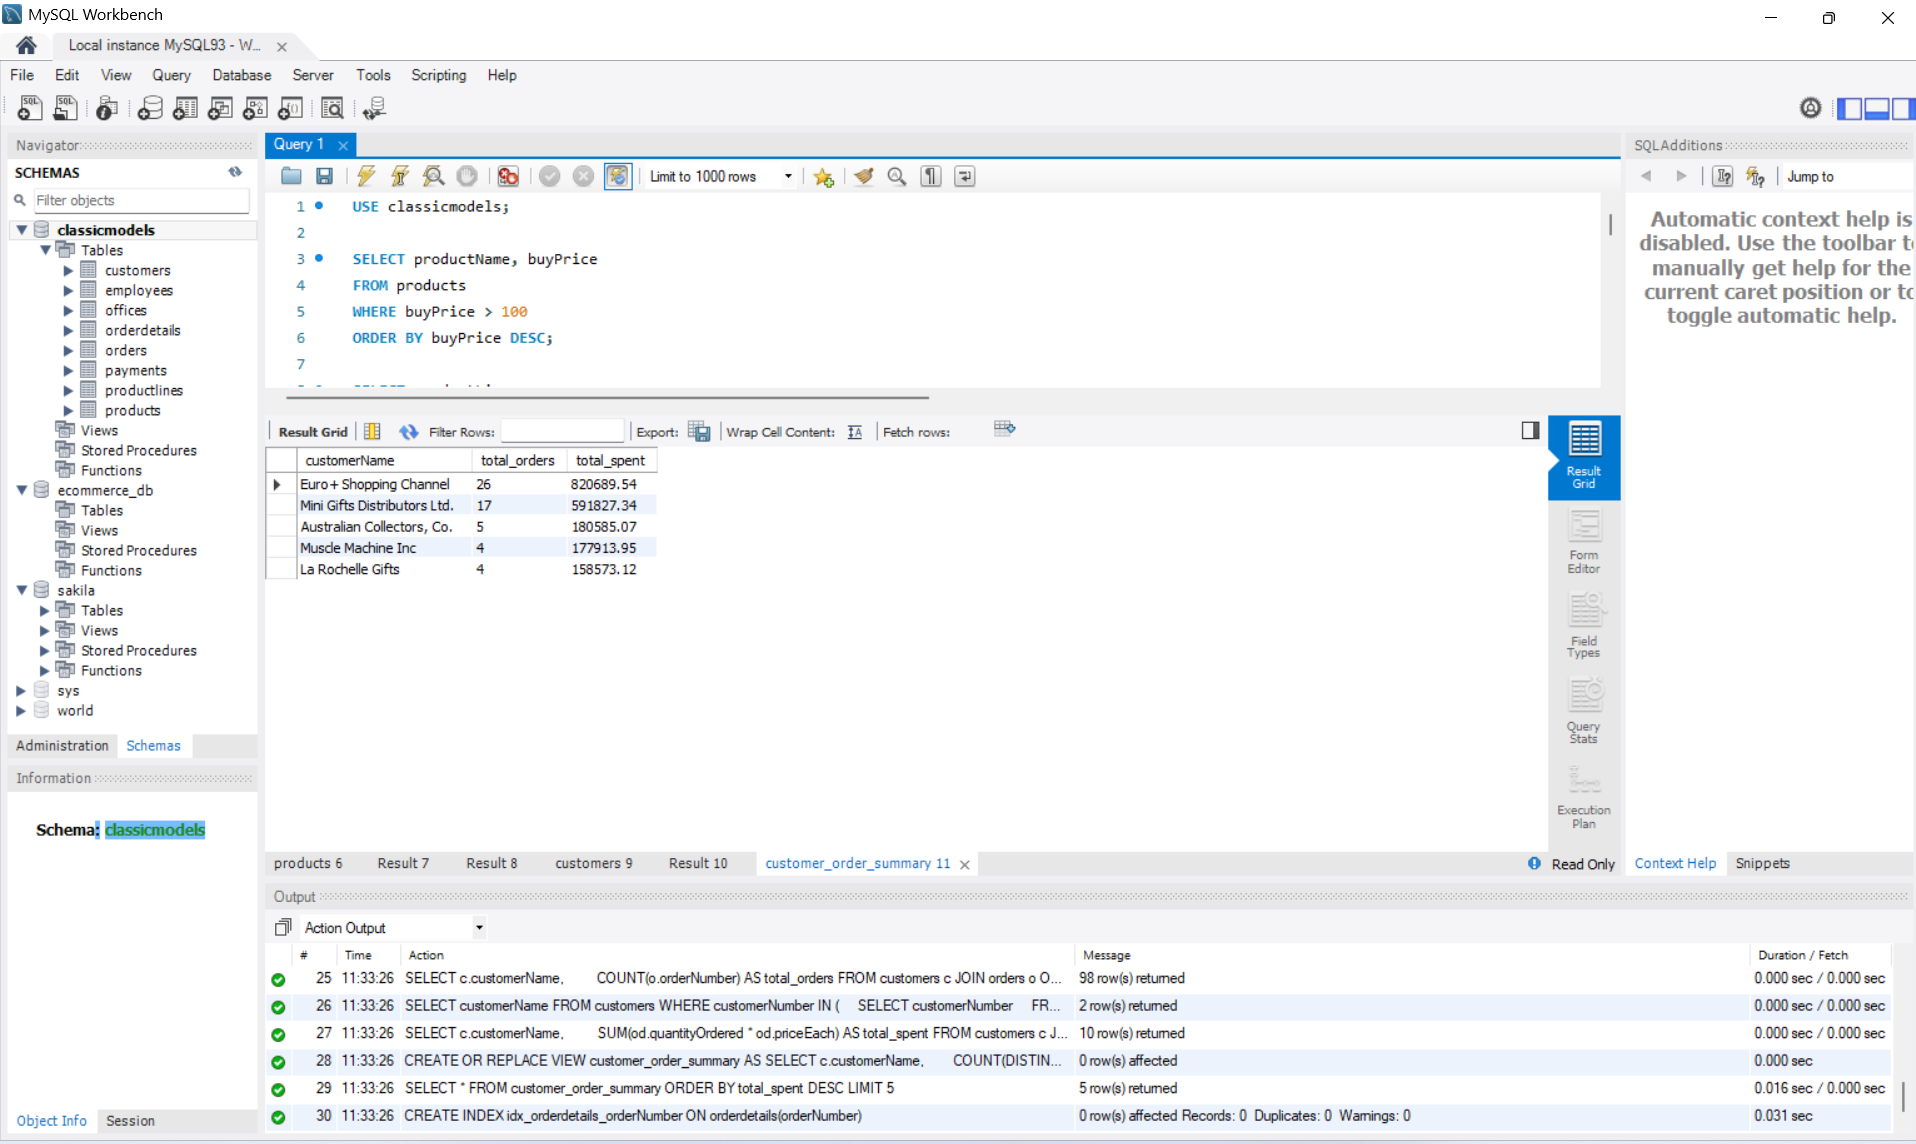 MySQL Workbench
Local instance MySQL93 - W...
File Edit View Query Database Server Tools Scripting Help
Navigator
SCHEMAS
Filter objects
classicmodels
Tables
customers
employees
offices
orderdetails
orders
payments
productlines
products
Views
Stored Procedures
Functions
ecommerce_db
Tables
Views
Stored Procedures
Functions
sakila
Tables
Views
Stored Procedures
Functions
sys
world
Administration Schemas
Information
Schema: classicmodels
Object Info Session
Query 1
Limit to 1000 rows
1 USE classicmodels;
2
3 SELECT productName, buyPrice
4 FROM products
5 WHERE buyPrice > 100
6 ORDER BY buyPrice DESC;
7
Result Grid Filter Rows: Export: Wrap Cell Content: Fetch rows:
customerName total_orders total_spent
Euro+ Shopping Channel 26 820689.54
Mini Gifts Distributors Ltd. 17 591827.34
Australian Collectors, Co. 5 180585.07
Muscle Machine Inc 4 177913.95
La Rochelle Gifts 4 158573.12
Result
Grid
Form
Editor
Field
Types
Query
Stats
Execution
Plan
products 6 Result 7 Result 8 customers 9 Result 10 customer_order_summary 11 Read Only
SQLAdditions
Jump to
Automatic context help is
disabled. Use the toolbar
manually get help for the
current caret position or
toggle automatic help.
Context Help Snippets
Output
Action Output
# Time Action Message Duration / Fetch
25 11:33:26 SELECT c.customerName, COUNT(o.orderNumber) AS total_orders FROM customers c JOIN orders o O... 98 row(s) returned 0.000 sec / 0.000 sec
26 11:33:26 SELECT customerName FROM customers WHERE customerNumber IN ( SELECT customerNumber FR... 2 row(s) returned 0.000 sec / 0.000 sec
27 11:33:26 SELECT c.customerName, SUM(od.quantityOrdered * od.priceEach) AS total_spent FROM customers c J... 10 row(s) returned 0.000 sec / 0.000 sec
28 11:33:26 CREATE OR REPLACE VIEW customer_order_summary AS SELECT c.customerName, COUNT(DISTIN... 0 row(s) affected 0.000 sec
29 11:33:26 SELECT * FROM customer_order_summary ORDER BY total_spent DESC LIMIT 5 5 row(s) returned 0.016 sec / 0.000 sec
30 11:33:26 CREATE INDEX idx_orderdetails_orderNumber ON orderdetails(orderNumber) 0 row(s) affected Records: 0 Duplicates: 0 Warnings: 0 0.031 sec